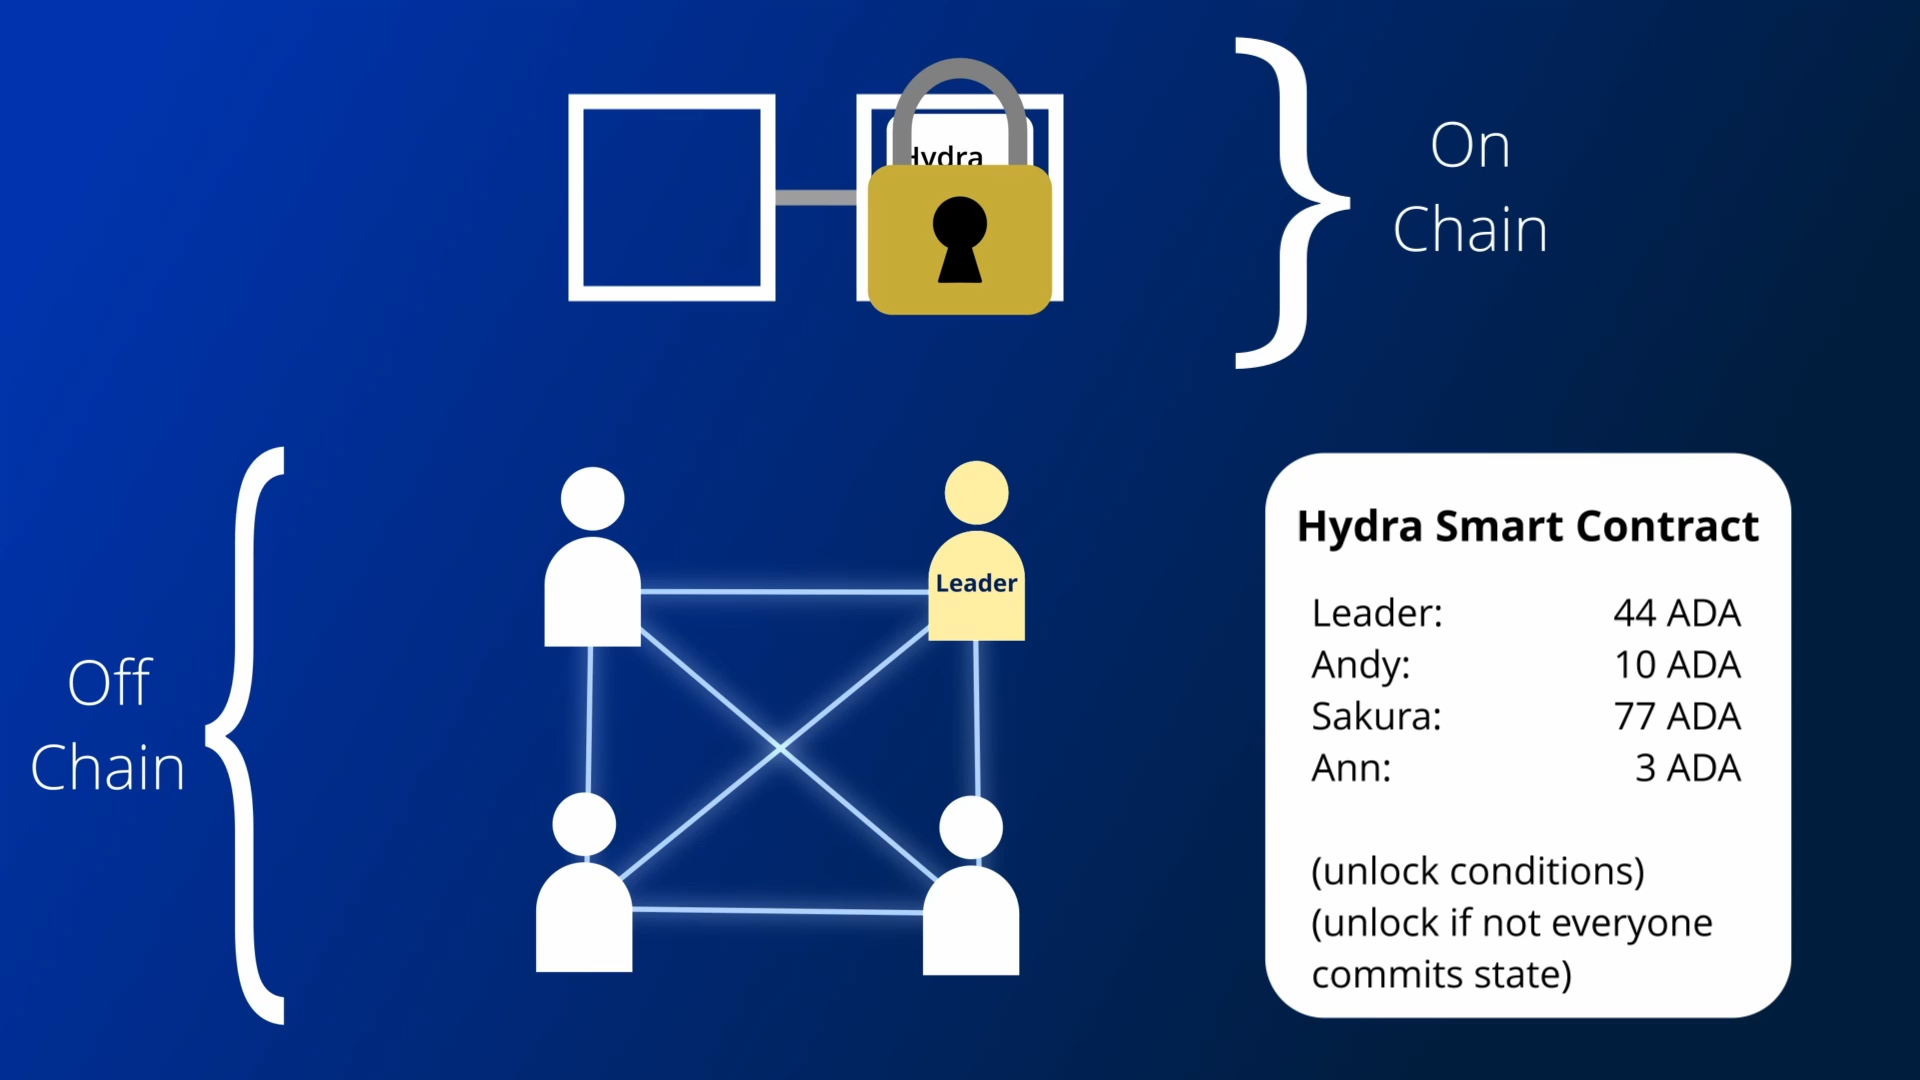 Hydra
On
Chain
Off
Chain
Leader
Hydra Smart Contract
Leader: 44 ADA
Andy: 10 ADA
Sakura: 77 ADA
Ann: 3 ADA
(unlock conditions)
(unlock if not everyone
commits state)